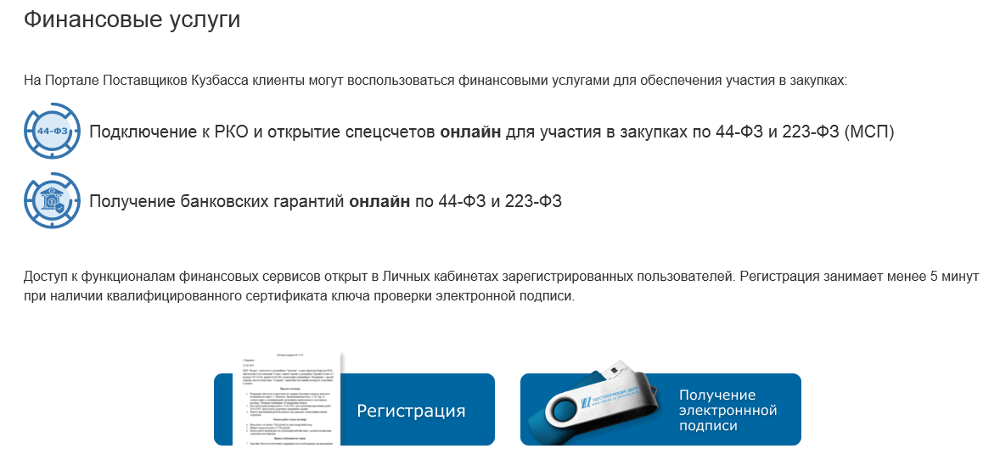 Финансовые услуги
На Портале Поставщиков Кузбасса клиенты могут воспользоваться финансовыми услугами для обеспечения участия в закупках:
44-ФЗ
Подключение к РКО и открытие спецсчетов онлайн для участия в закупках по 44-ФЗ и 223-ФЗ (МСП)
Получение банковских гарантий онлайн по 44-ФЗ и 223-ФЗ
Доступ к функционалам финансовых сервисов открыт в Личных кабинетах зарегистрированных пользователей. Регистрация занимает менее 5 минут
при наличии квалифицированного сертификата ключа проверки электронной подписи.
Регистрация
УДОСТОВЕРЯЮЩИЙ ЦЕНТР
Получение
электроннной
подписи